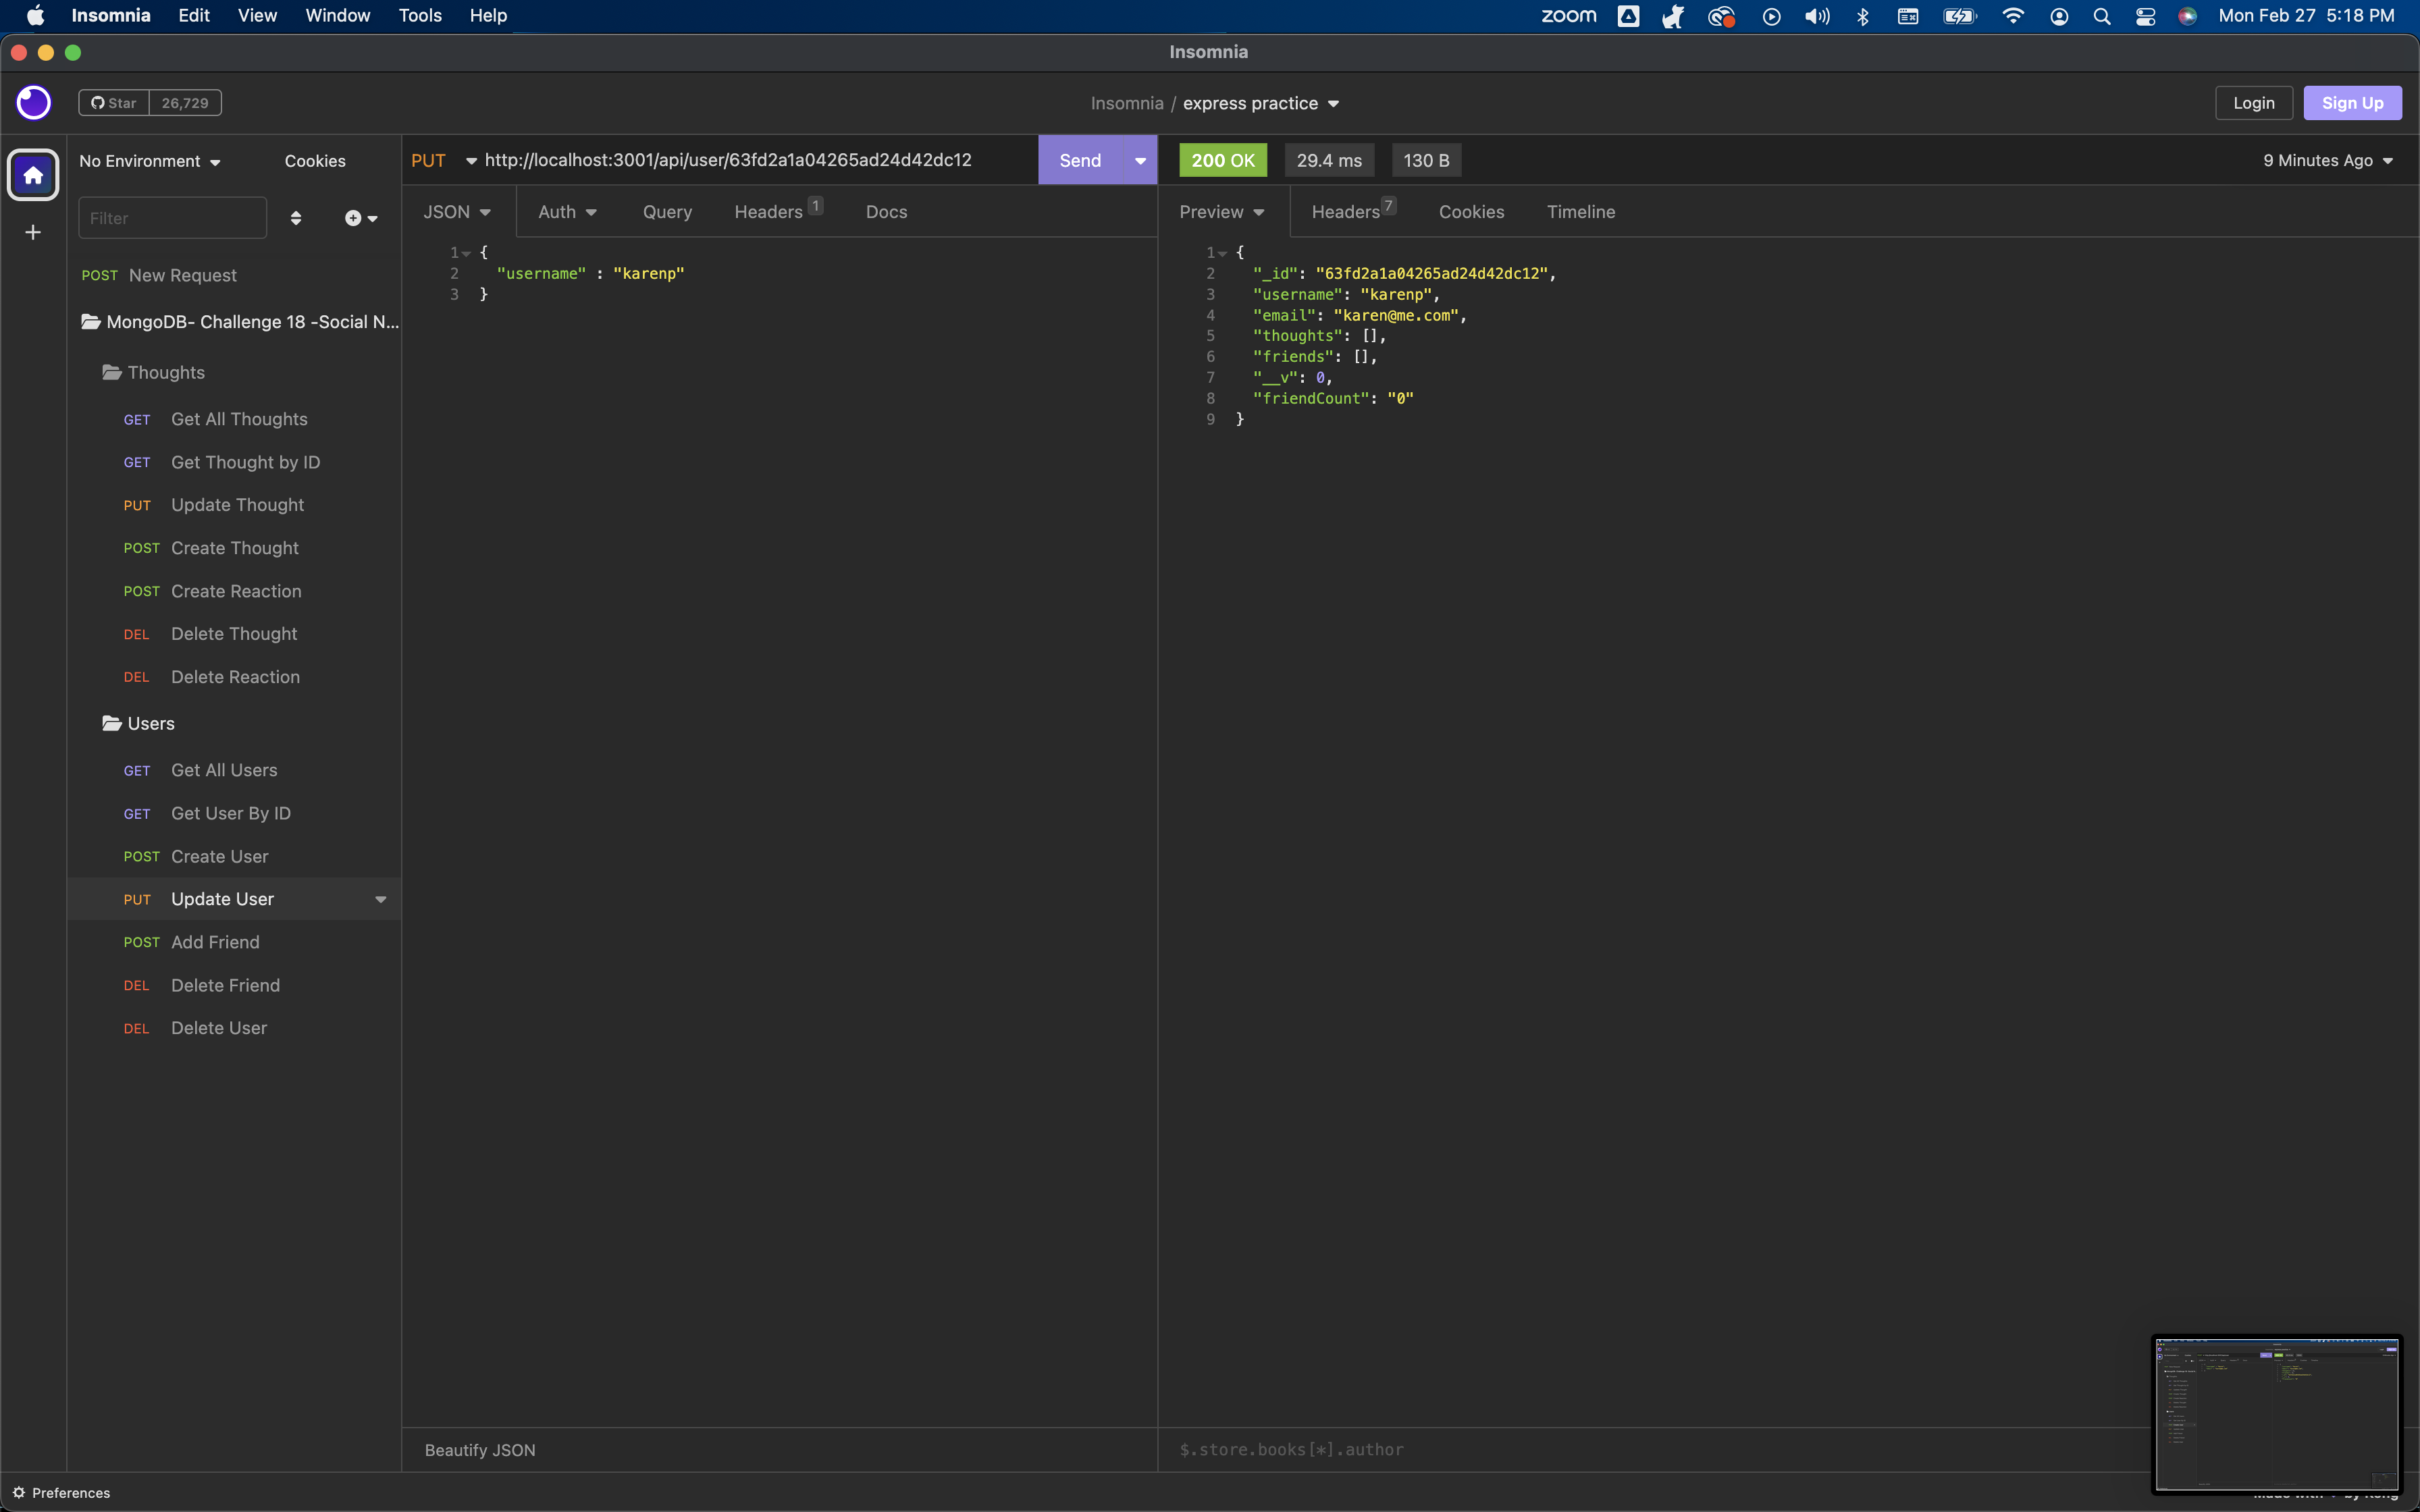 Insomnia Edit View Window Tools Help zoom Mon Feb 27 5:18 PM
Insomnia
Star 26,729 Insomnia / express practice Login Sign Up
No Environment Cookies
Filter
POST New Request
MongoDB- Challenge 18 -Social N...
Thoughts
GET Get All Thoughts
GET Get Thought by ID
PUT Update Thought
POST Create Thought
POST Create Reaction
DEL Delete Thought
DEL Delete Reaction
Users
GET Get All Users
GET Get User By ID
POST Create User
PUT Update User
POST Add Friend
DEL Delete Friend
DEL Delete User
PUT http://localhost:3001/api/user/63fd2a1a04265ad24d42dc12 Send
JSON Auth Query Headers 1 Docs
1 {
2 "username" : "karenp"
3 }
Beautify JSON
200 OK 29.4 ms 130 B 9 Minutes Ago
Preview Headers 7 Cookies Timeline
1 {
2 "_id": "63fd2a1a04265ad24d42dc12",
3 "username": "karenp",
4 "email": "karen@me.com",
5 "thoughts": [],
6 "friends": [],
7 "__v": 0,
8 "friendCount": "0"
9 }
$.store.books[*].author
Preferences